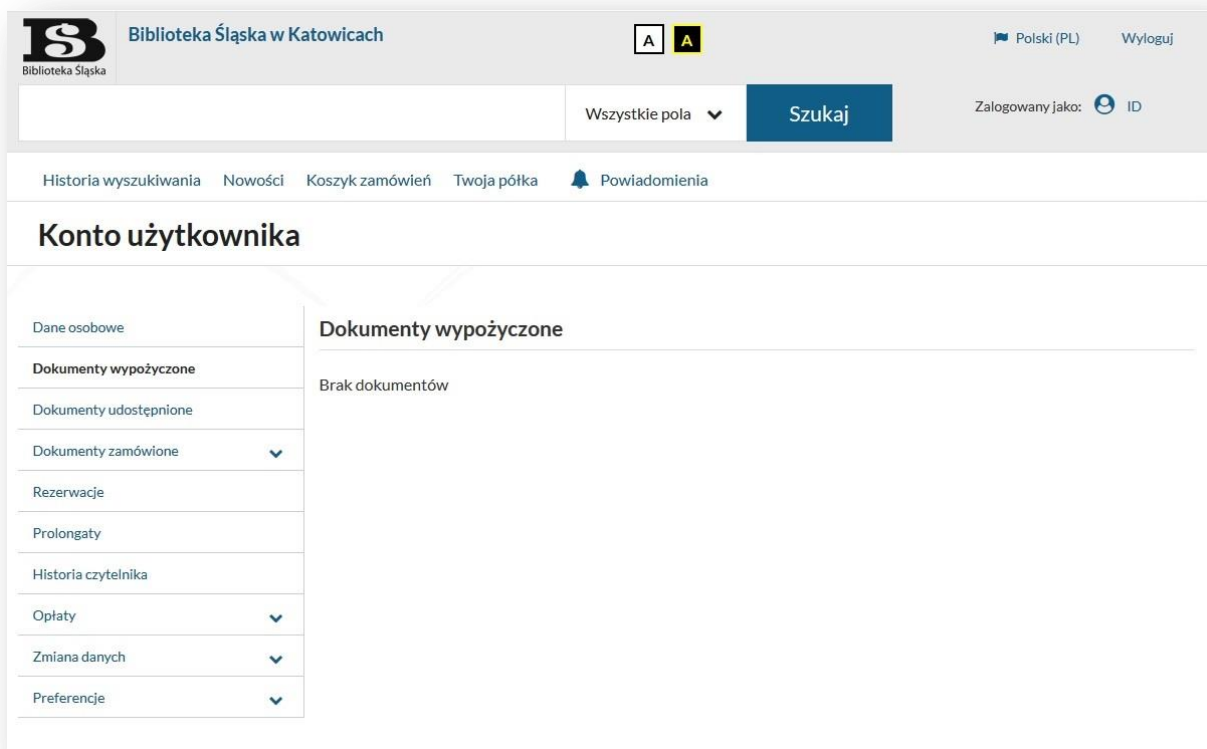 Biblioteka Śląska w Katowicach
A A
Polski (PL) Wyloguj
BS
Biblioteka Śląska
Wszystkie pola Szukaj
Zalogowany jako: ID
Historia wyszukiwania Nowości Koszyk zamówień Twoja półka Powiadomienia
Konto użytkownika
Dane osobowe
Dokumenty wypożyczone
Dokumenty udostępnione
Dokumenty zamówione
Rezerwacje
Prolongaty
Historia czytelnika
Opłaty
Zmiana danych
Preferencje
Dokumenty wypożyczone
Brak dokumentów